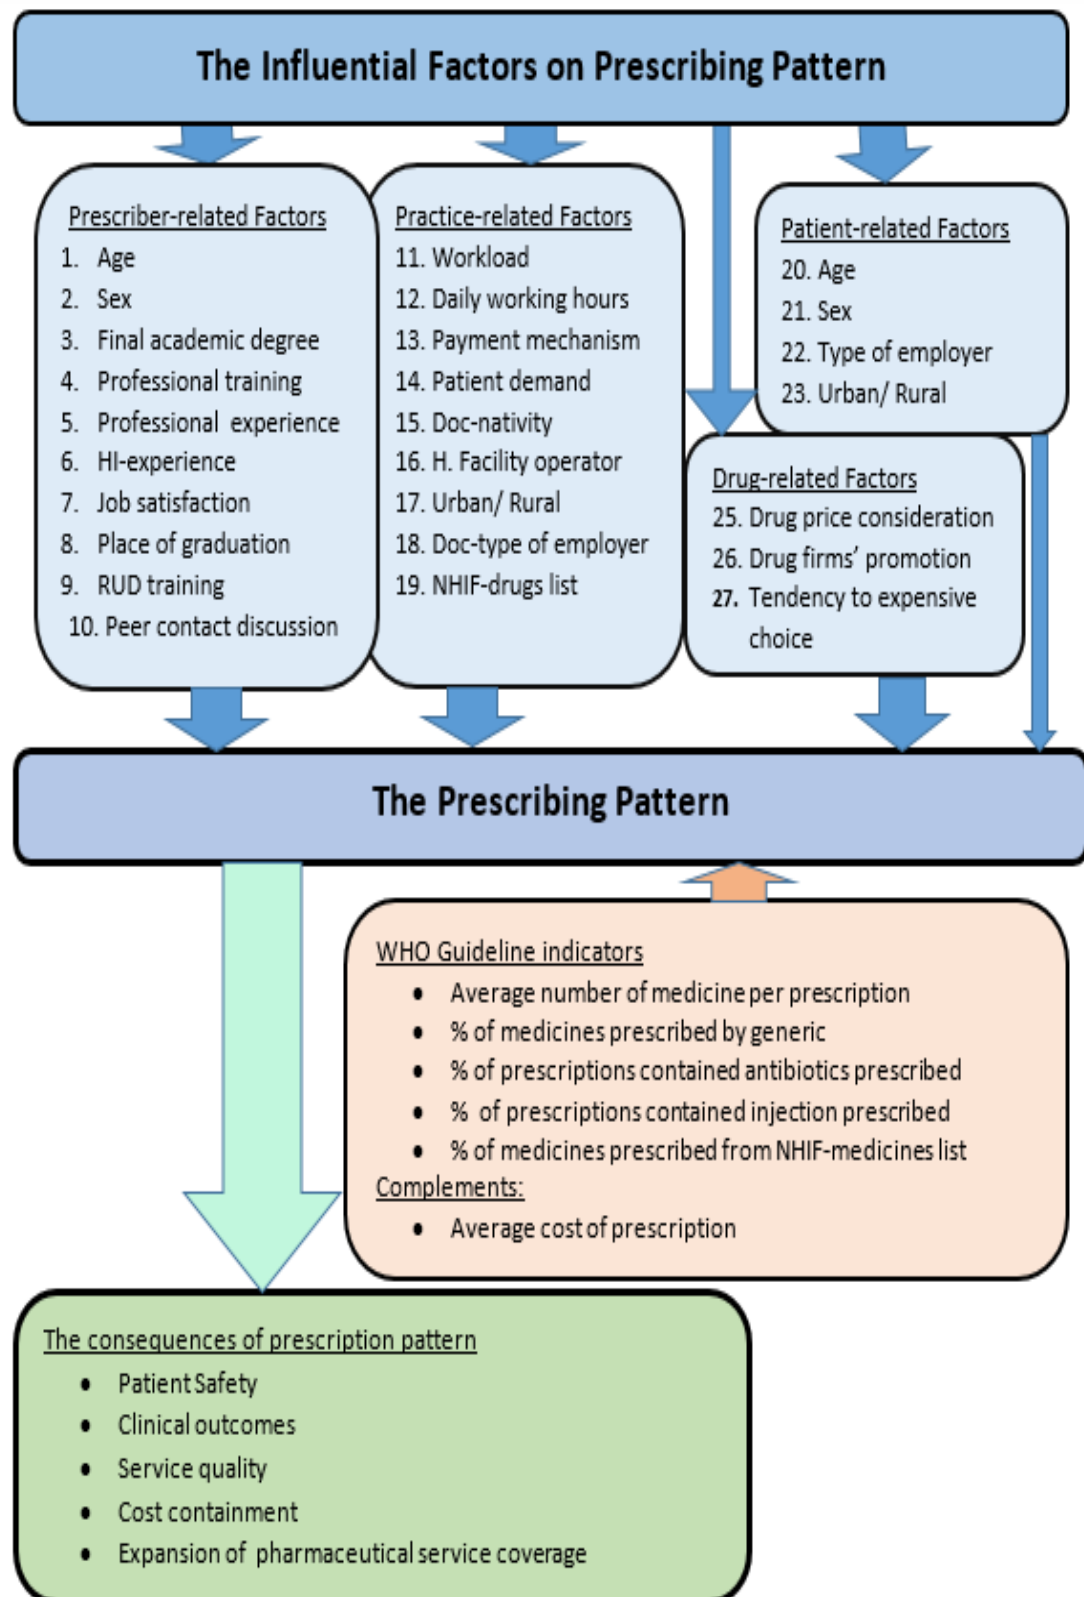 The Influential Factors on Prescribing Pattern
Prescriber-related Factors
1. Age
2. Sex
3. Final academic degree
4. Professional training
5. Professional experience
6. HI-experience
7. Job satisfaction
8. Place of graduation
9. RUD training
10. Peer contact discussion
Practice-related Factors
11. Workload
12. Daily working hours
13. Payment mechanism
14. Patient demand
15. Doc-nativity
16. H. Facility operator
17. Urban/ Rural
18. Doc-type of employer
19. NHIF-drugs list
Patient-related Factors
20. Age
21. Sex
22. Type of employer
23. Urban/ Rural
Drug-related Factors
25. Drug price consideration
26. Drug firms’ promotion
27. Tendency to expensive
choice
The Prescribing Pattern
WHO Guideline indicators
• Average number of medicine per prescription
• % of medicines prescribed by generic
• % of prescriptions contained antibiotics prescribed
• % of prescriptions contained injection prescribed
• % of medicines prescribed from NHIF-medicines list
Complements:
• Average cost of prescription
The consequences of prescription pattern
• Patient Safety
• Clinical outcomes
• Service quality
• Cost containment
• Expansion of pharmaceutical service coverage